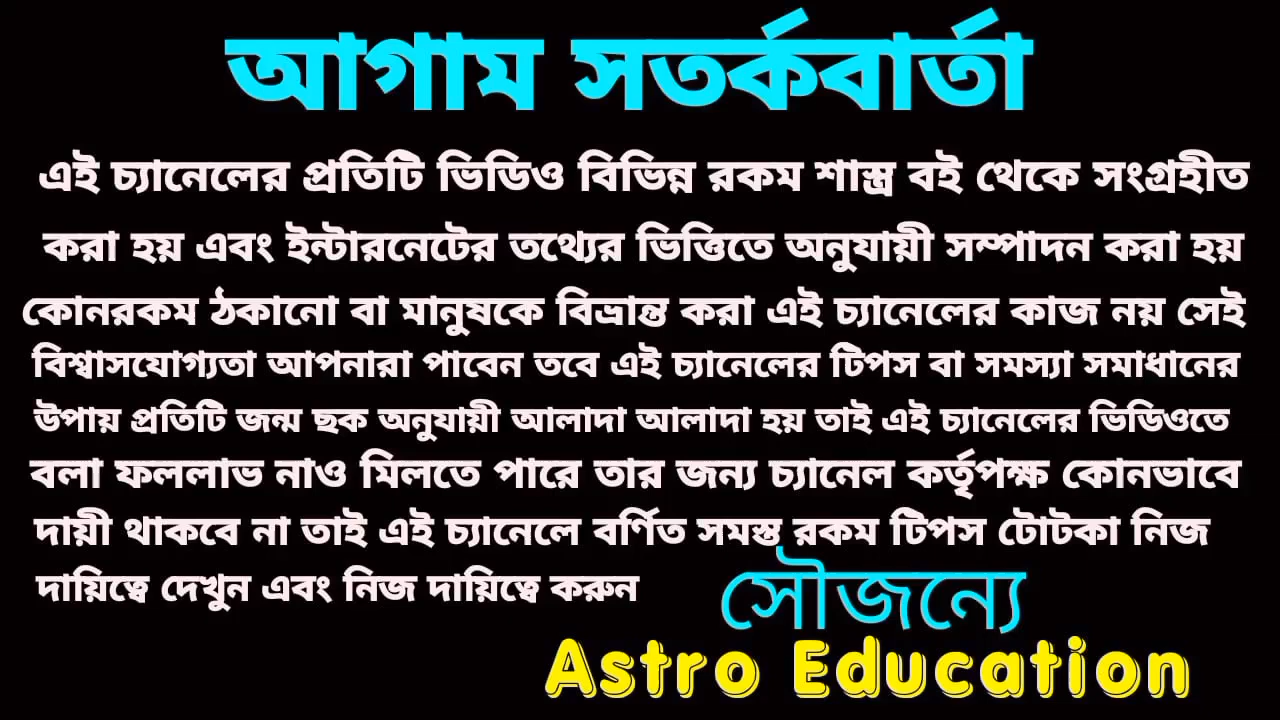 আগাম সতর্কবার্তা
এই চ্যানেলের প্রতিটি ভিডিও বিভিন্ন রকম শাস্ত্র বই থেকে সংগ্রহীত
করা হয় এবং ইন্টারনেটের তথ্যের ভিত্তিতে অনুযায়ী সম্পাদন করা হয়
কোনরকম ঠকানো বা মানুষকে বিভ্রান্ত করা এই চ্যানেলের কাজ নয় সেই
বিশ্বাসযোগ্যতা আপনারা পাবেন তবে এই চ্যানেলের টিপস বা সমস্যা সমাধানের
উপায় প্রতিটি জন্ম ছক অনুযায়ী আলাদা আলাদা হয় তাই এই চ্যানেলের ভিডিওতে
বলা ফললাভ নাও মিলতে পারে তার জন্য চ্যানেল কর্তৃপক্ষ কোনভাবে
দায়ী থাকবে না তাই এই চ্যানেলে বর্ণিত সমস্ত রকম টিপস টোটকা নিজ
দায়িত্বে দেখুন এবং নিজ দায়িত্বে করুন
সৌজন্যে
Astro Education